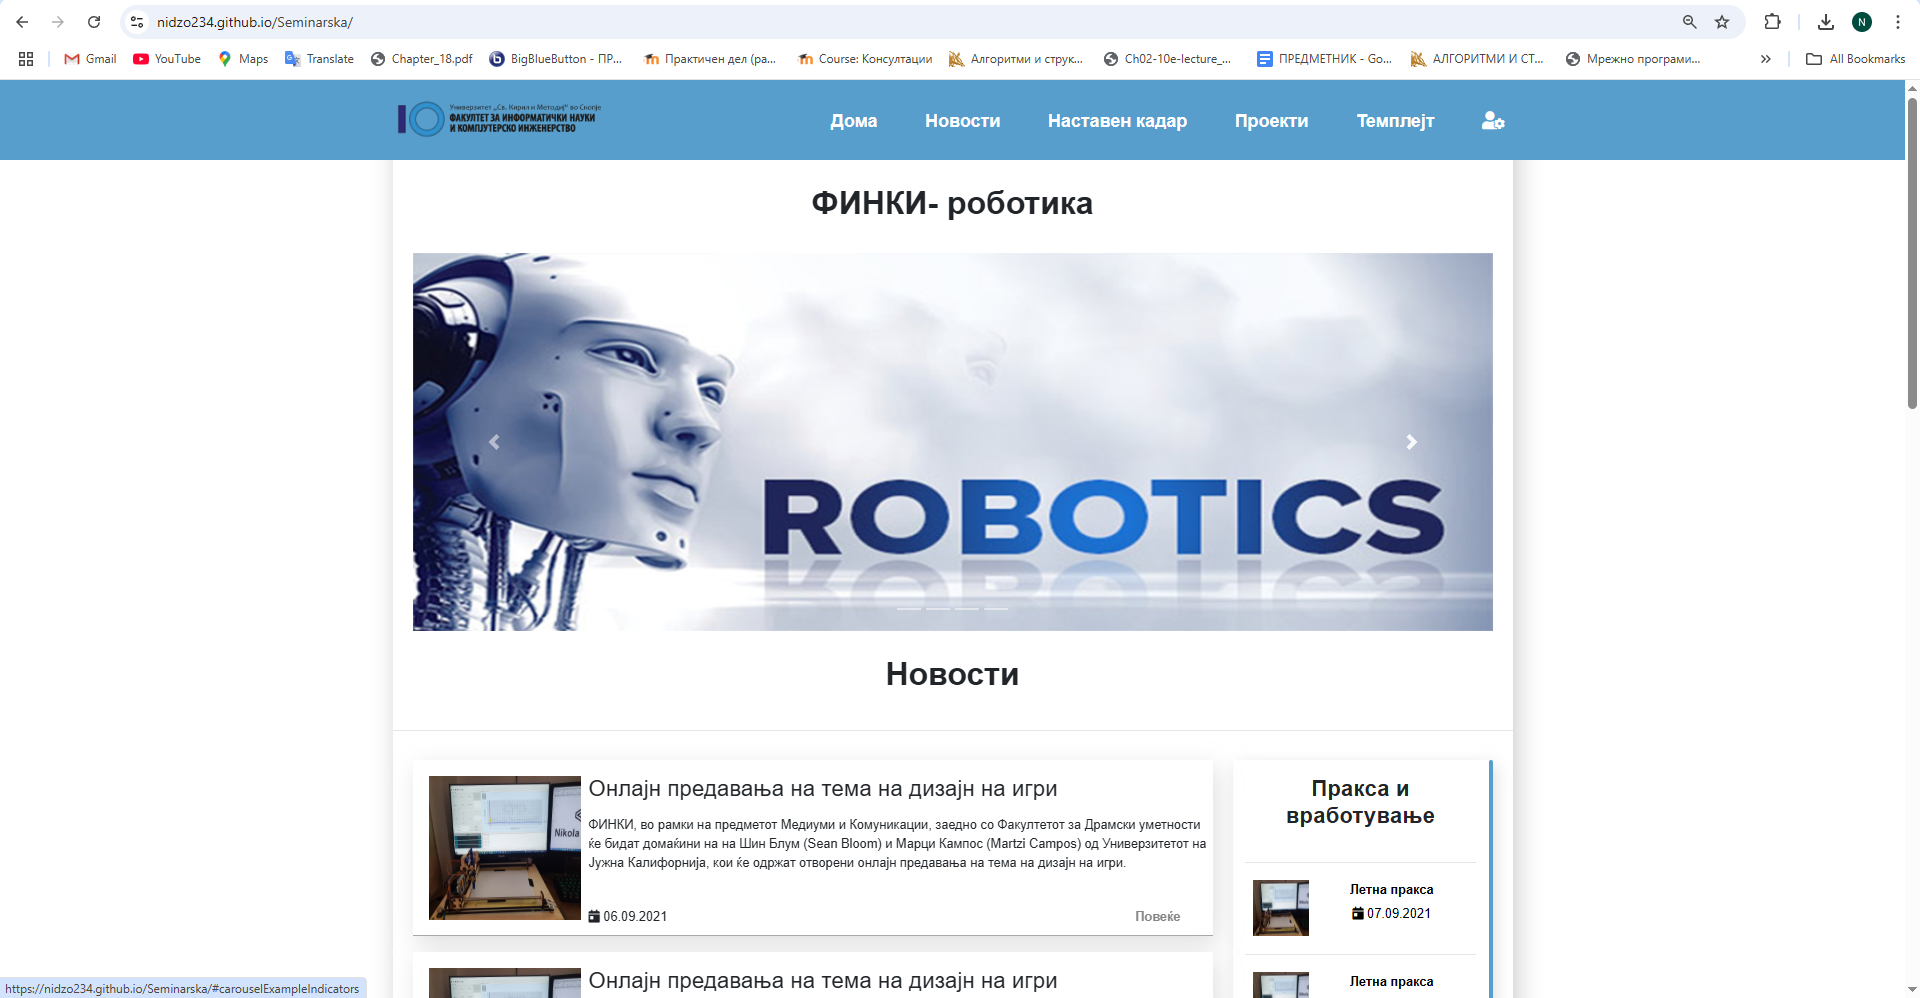 nidzo234.github.io/Seminarska/
N
Gmail
YouTube
Maps
Translate
Chapter_18.pdf
BigBlueButton - ПР...
Практичен дел (ра...
Course: Консултации
Алгоритми и струк...
Ch02-10e-lecture_...
ПРЕДМЕТНИК - Go...
АЛГОРИТМИ И СТ...
Мрежно програми...
All Bookmarks
Универзитет „Св. Кирил и Методиј“ во Скопје
ФАКУЛТЕТ ЗА ИНФОРМАТИЧКИ НАУКИ
И КОМПЈУТЕРСКО ИНЖЕНЕРСТВО
Дома
Новости
Наставен кадар
Проекти
Темплејт
ФИНКИ- роботика
ROBOTICS
Новости
Онлајн предавања на тема на дизајн на игри
ФИНКИ, во рамки на предметот Медиуми и Комуникации, заедно со Факултетот за Драмски уметности
ќе бидат домаќини на на Шин Блум (Sean Bloom) и Марци Кампос (Martzi Campos) од Универзитетот на
Јужна Калифорнија, кои ќе одржат отворени онлајн предавања на тема на дизајн на игри.
Nikola
06.09.2021
Повеќе
Онлајн предавања на тема на дизајн на игри
Пракса и
вработување
Летна пракса
07.09.2021
Летна пракса
https://nidzo234.github.io/Seminarska/#carouselExampleIndicators